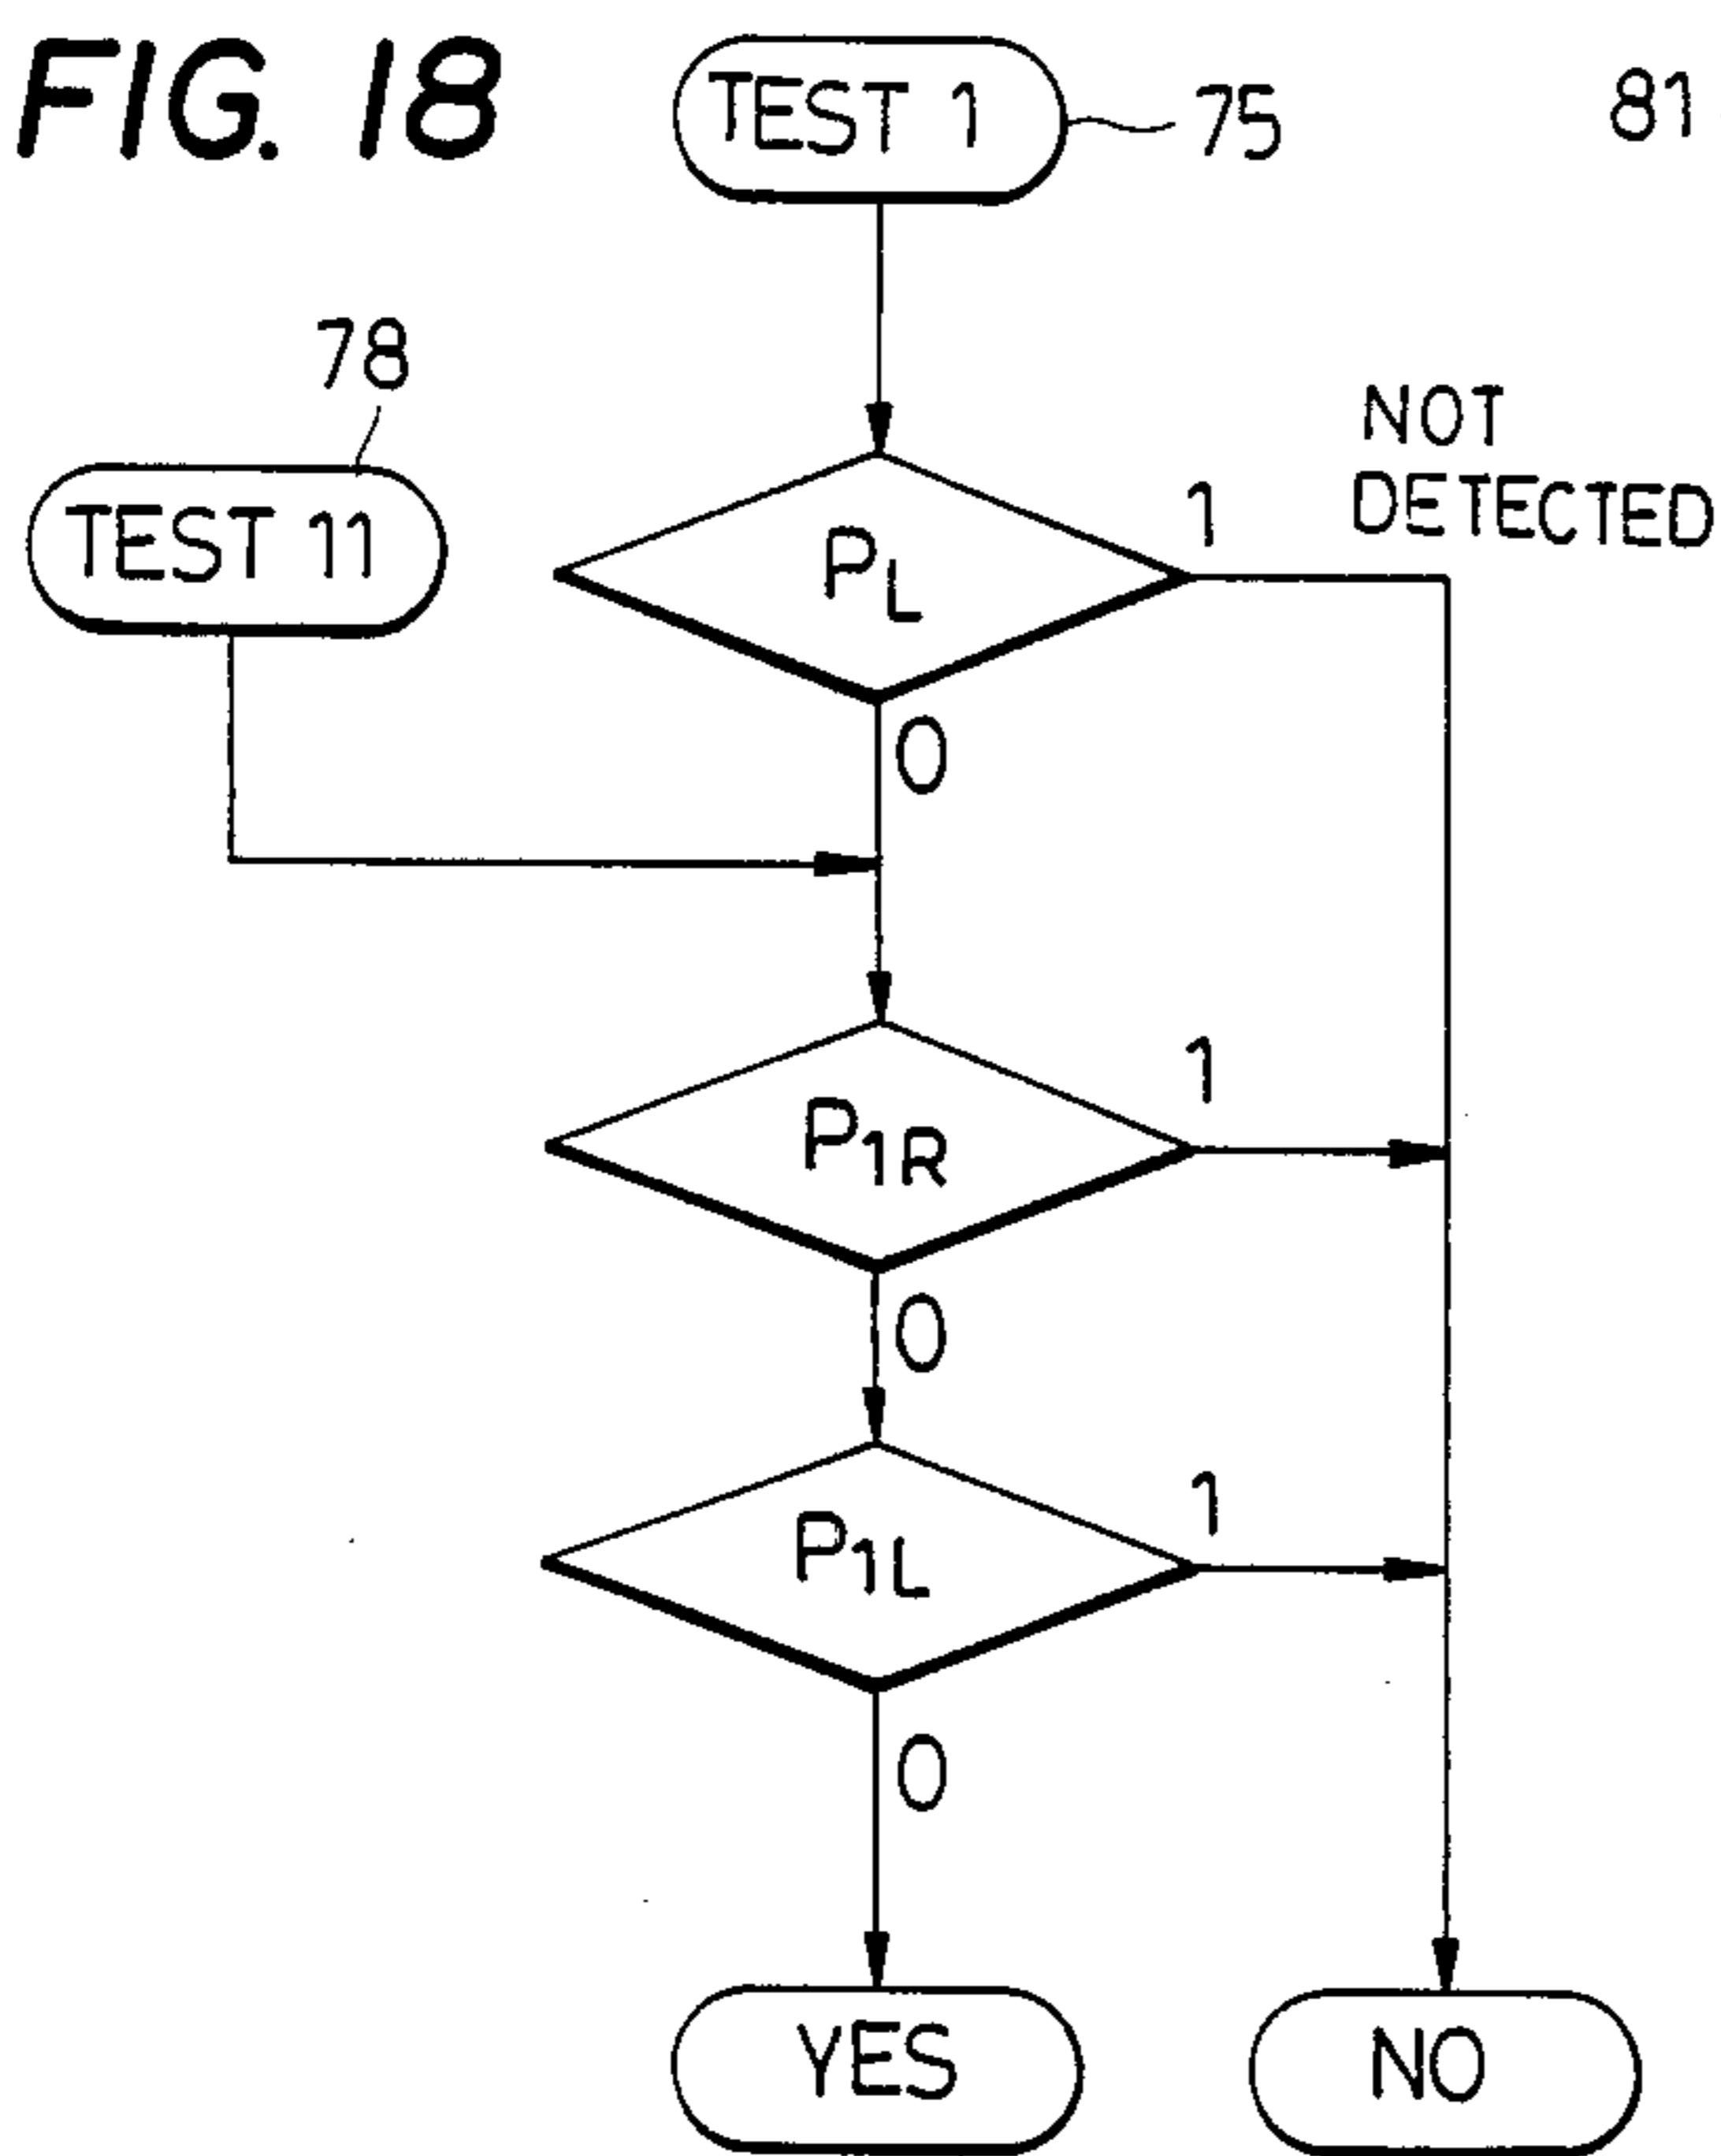 FIG. 18
TEST 1
75
81
78
TEST 11
NOT
DETECTED
PL
1
0
P1R
1
0
P1L
1
0
YES
NO